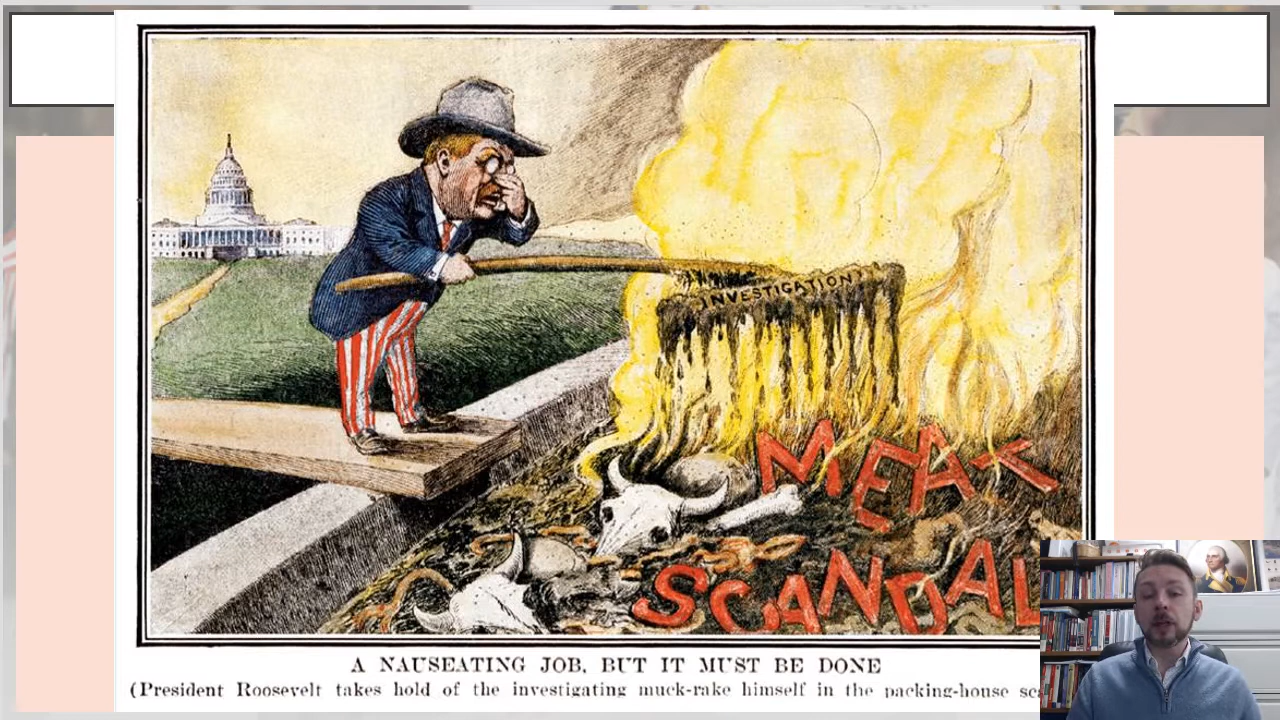 INVESTIGATION
MEAT
SCANDAL
A NAUSEATING JOB, BUT IT MUST BE DONE
(President Roosevelt takes hold of the investigating muck-rake himself in the packing-house